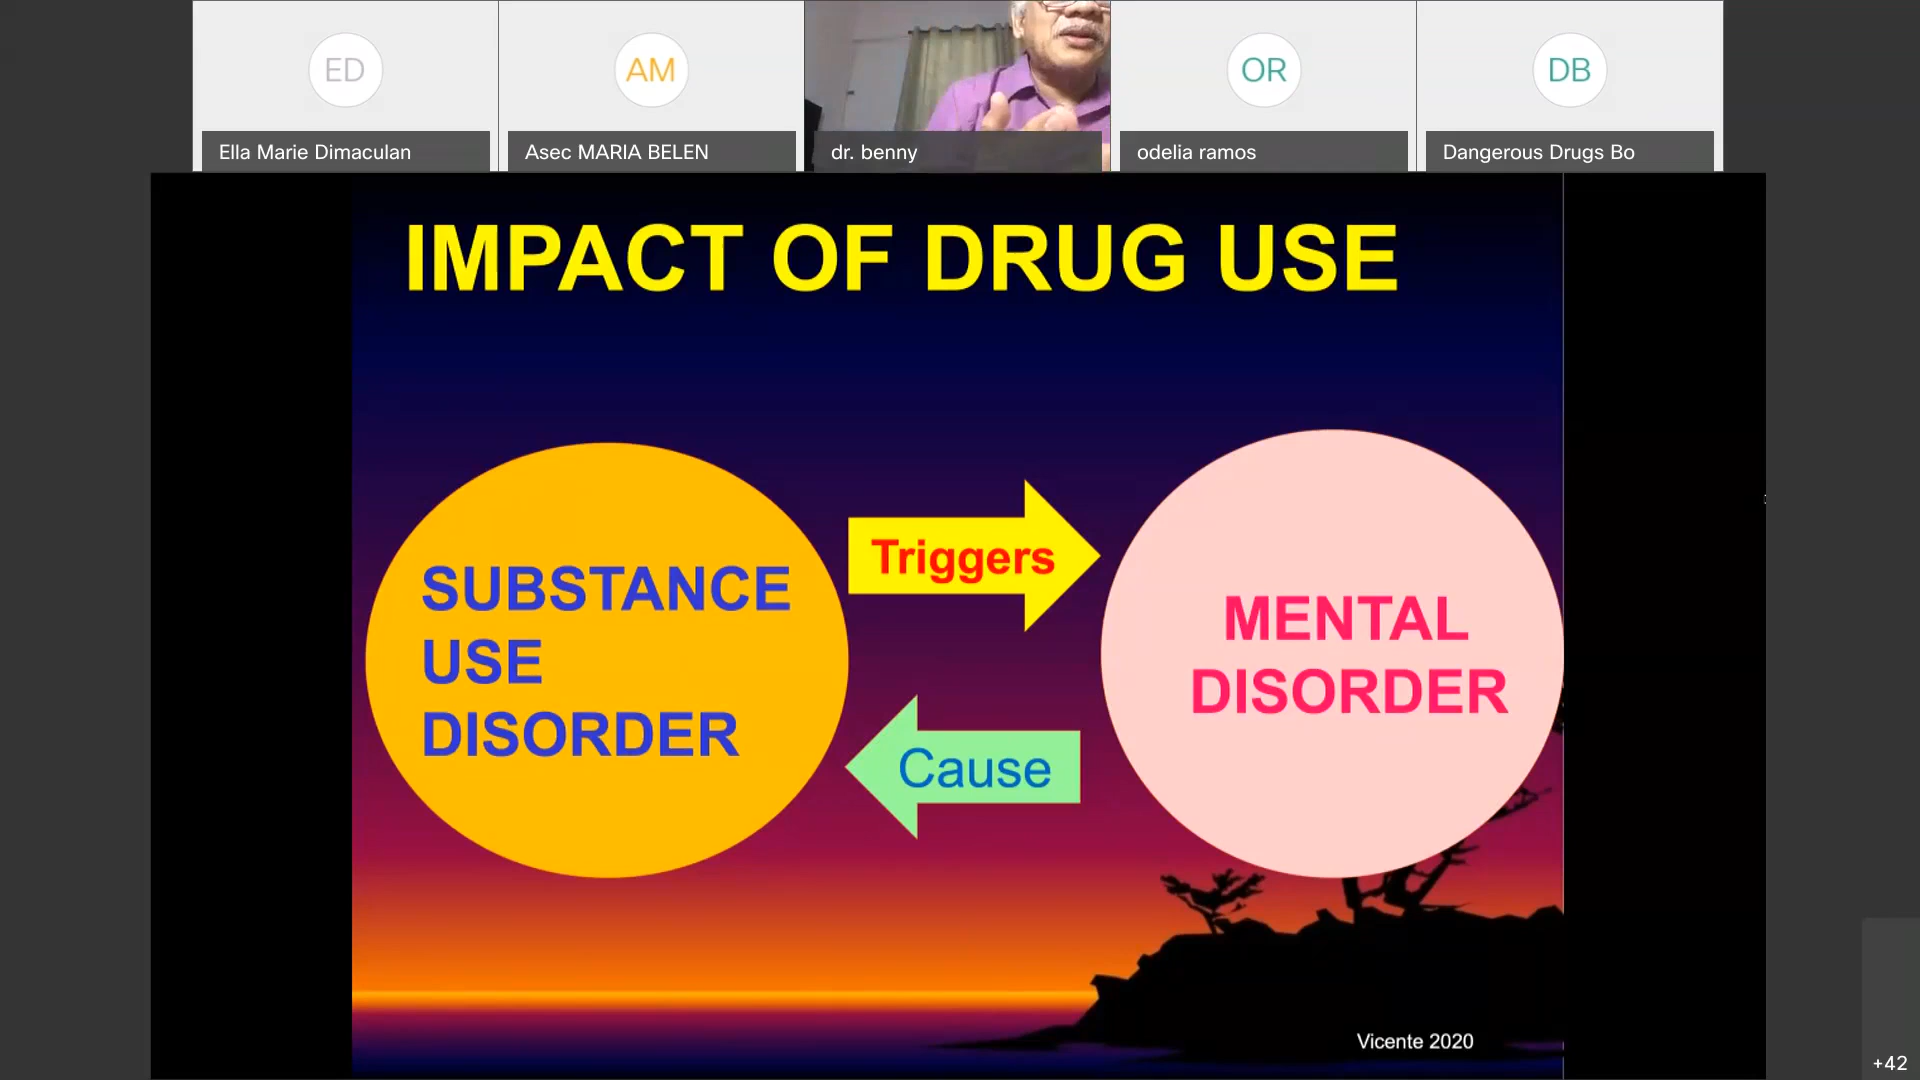 ED
AM
OR
DB
Ella Marie Dimaculan
Asec MARIA BELEN
dr. benny
odelia ramos
Dangerous Drugs Bo
IMPACT OF DRUG USE
SUBSTANCE
USE
DISORDER
Triggers
Cause
MENTAL
DISORDER
Vicente 2020
+42